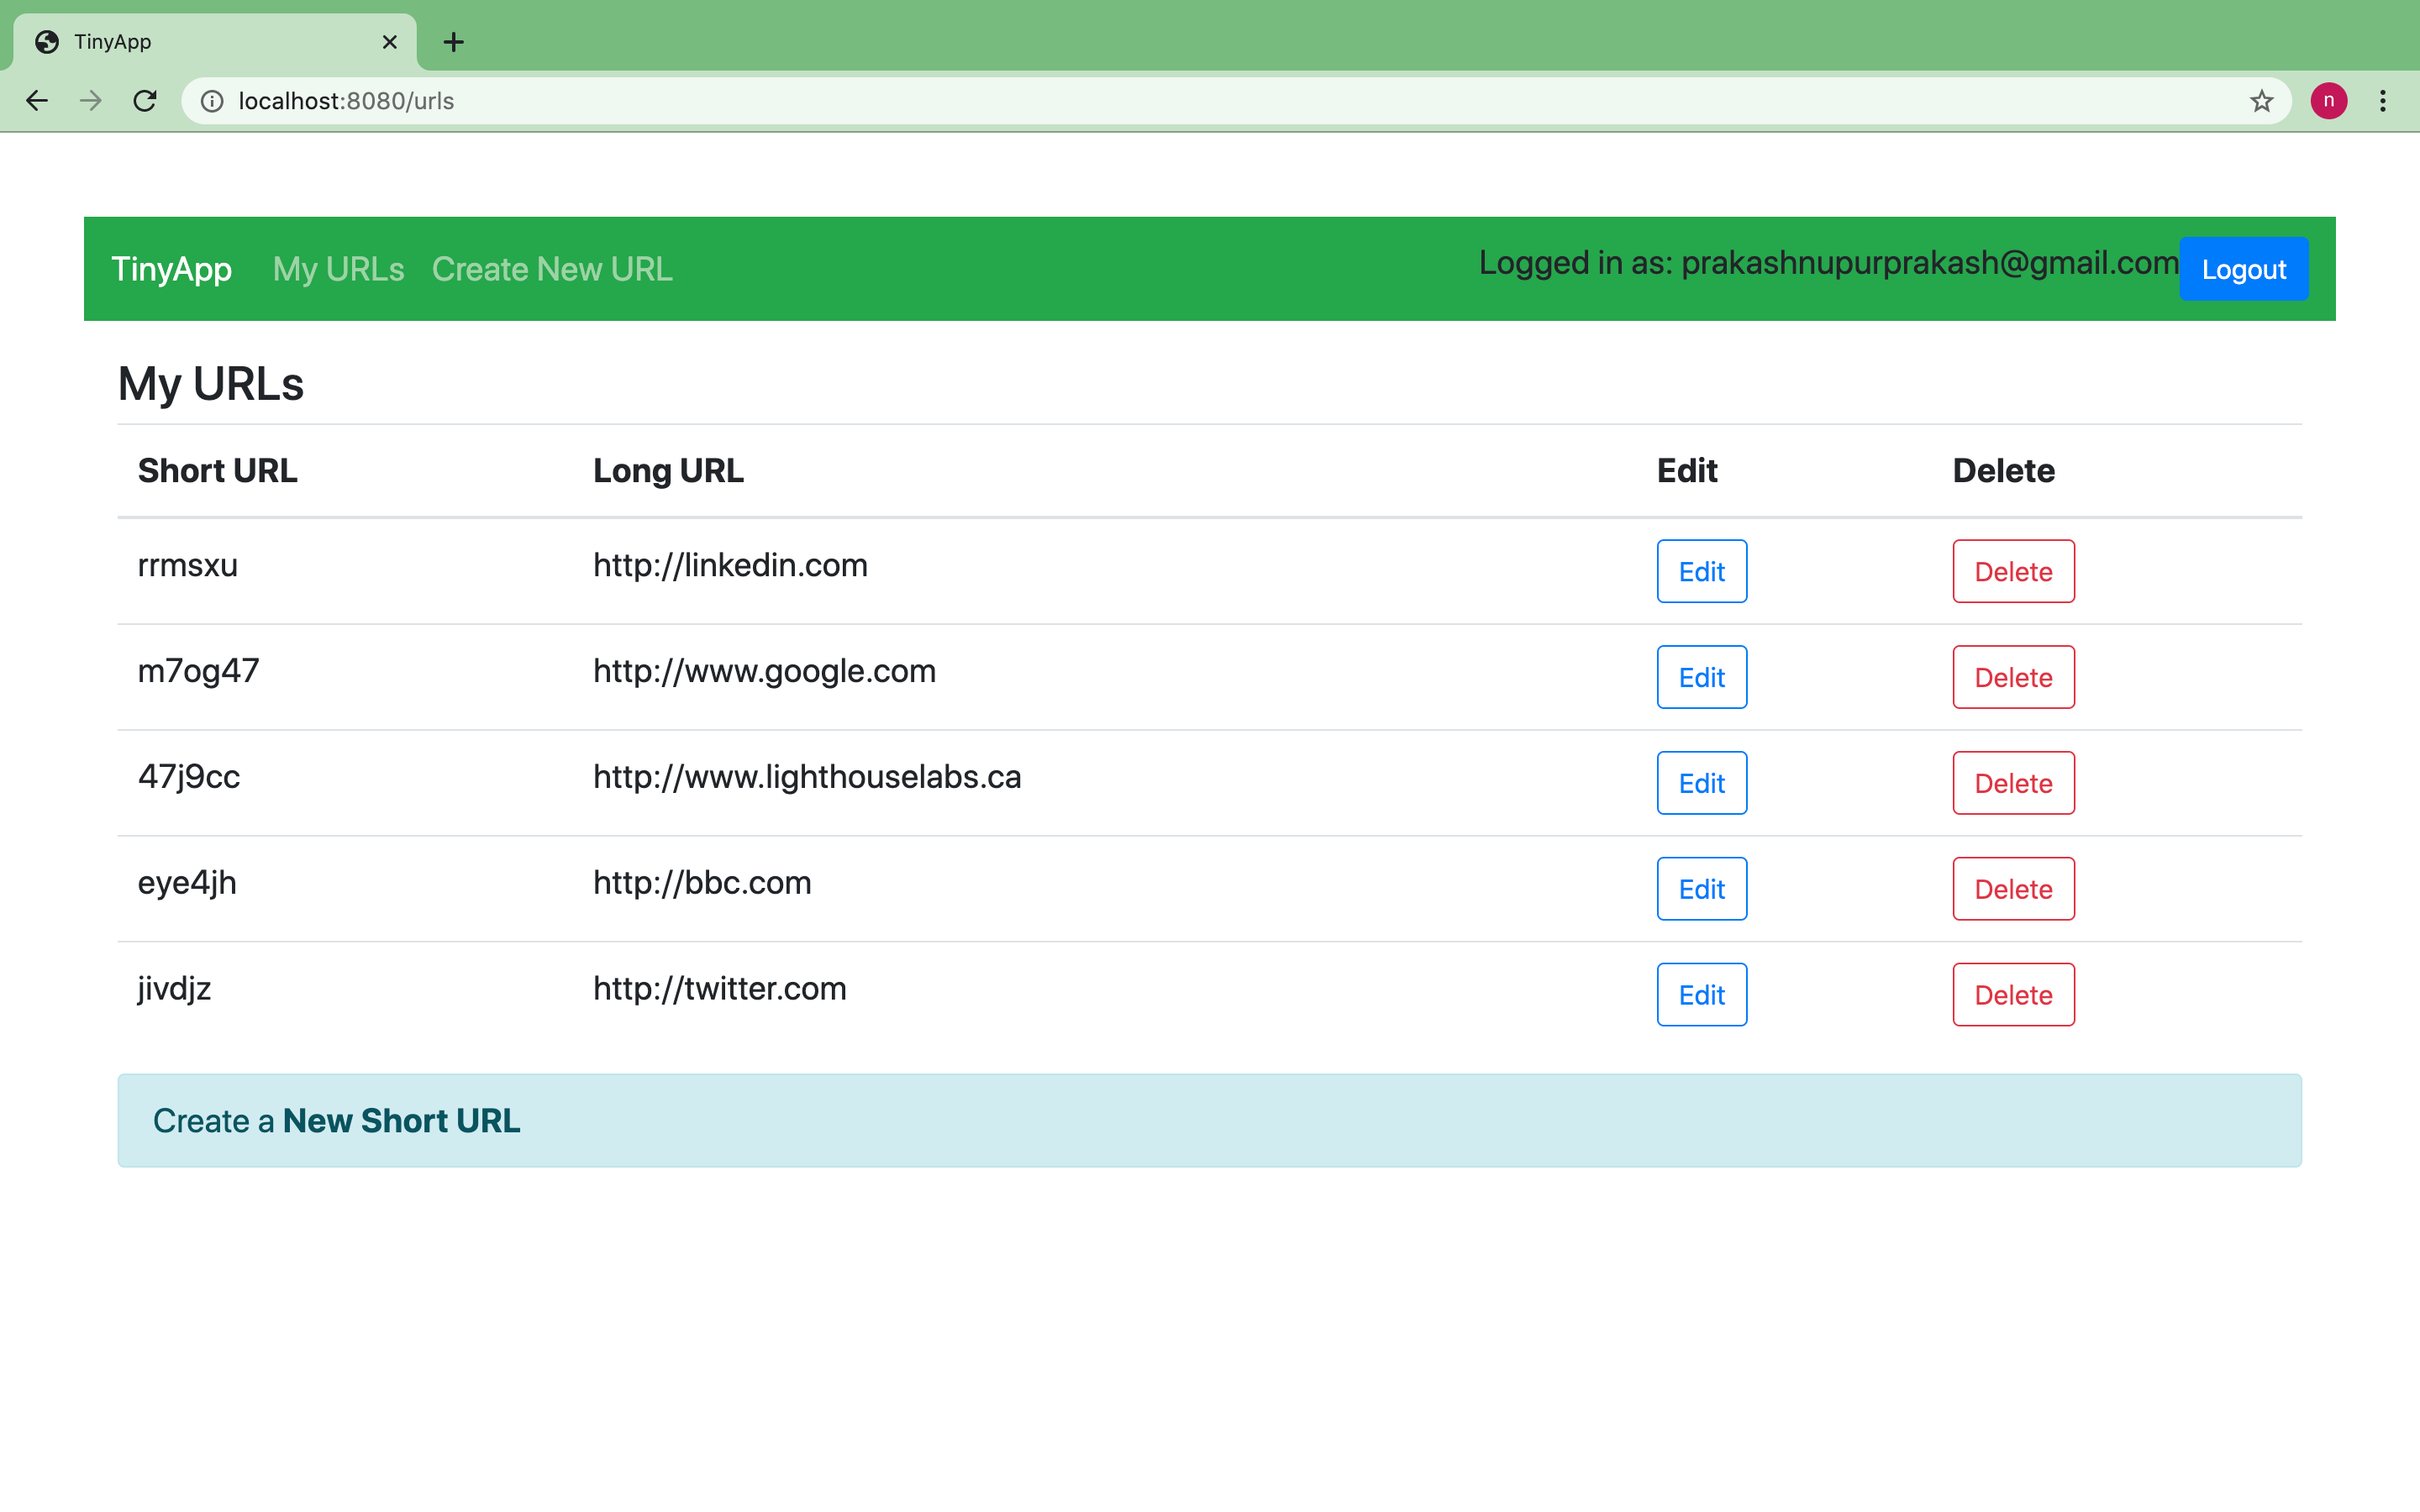 TinyApp
localhost:8080/urls
n
TinyApp My URLs Create New URL Logged in as: prakashnupurprakash@gmail.com Logout
My URLs
Short URL Long URL Edit Delete
rrmsxu http://linkedin.com Edit Delete
m7og47 http://www.google.com Edit Delete
47j9cc http://www.lighthouselabs.ca Edit Delete
eye4jh http://bbc.com Edit Delete
jivdjz http://twitter.com Edit Delete
Create a New Short URL